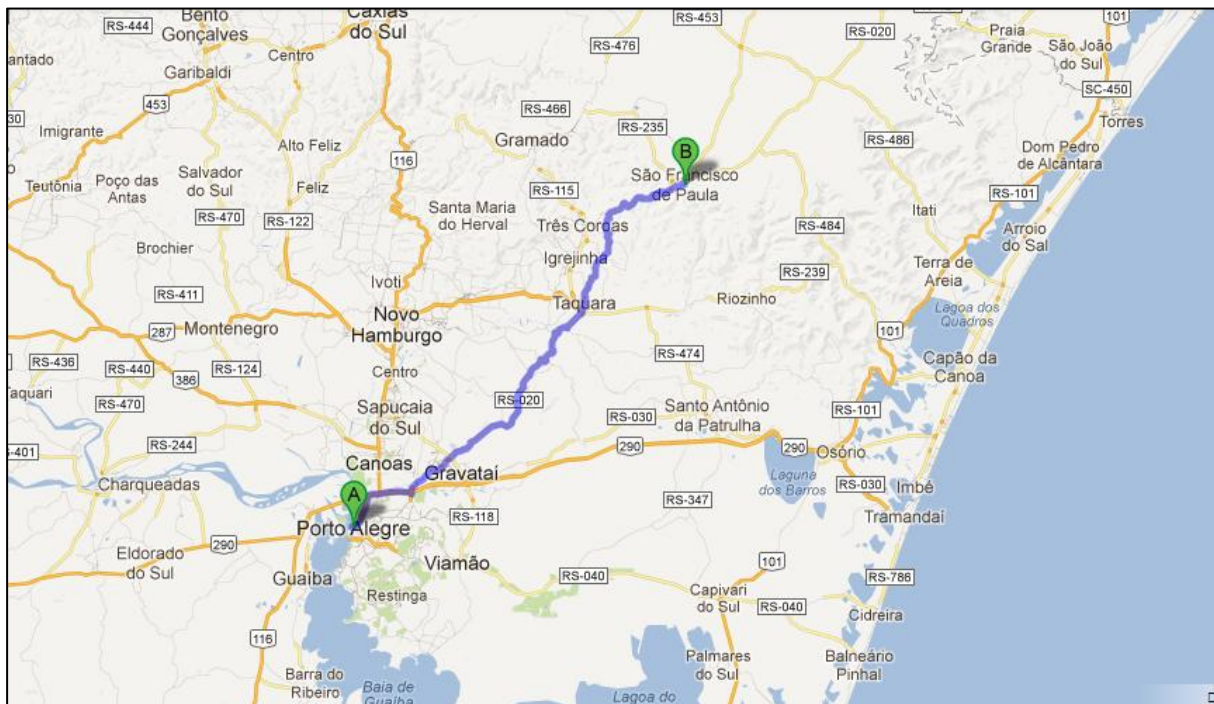 RS-444
Bento
Gonçalves
Caxias
do Sul
RS-453
RS-020
101
Praia
Grande
São João
do Sul
Centro
RS-476
antado
Garibaldi
SC-450
30
453
RS-466
Torres
Imigrante
Alto Feliz
116
Gramado
RS-235
B
RS-486
Dom Pedro
de Alcântara
Teutônia
Poço das
Antas
Salvador
do Sul
Feliz
RS-115
São Francisco
de Paula
RS-101
RS-470
RS-122
Santa Maria
do Herval
Três Coroas
RS-484
Itati
Arroio
do Sal
Brochier
Igrejinha
RS-239
Terra de
Areia
Ivoti
RS-411
Taquara
Riozinho
Lagoa dos
Quadros
287
Montenegro
Novo
Hamburgo
101
RS-436
RS-440
RS-124
Centro
RS-474
Capão da
Canoa
386
Taquari
RS-470
RS-020
Sapucaia
do Sul
RS-030
Santo Antônio
da Patrulha
RS-101
RS-244
290
290
S-401
Canoas
Gravataí
Osório
Charqueadas
Laguna
dos Barros
RS-030
Imbé
A
RS-347
Porto Alegre
RS-118
Tramandaí
Eldorado
do Sul
290
Guaíba
Viamão
RS-040
101
RS-786
Restinga
Capivari
do Sul
RS-040
Cidreira
116
Barra do
Ribeiro
Baia de
Guaíba
Palmares
do Sul
Balneário
Pinhal
Lagoa do